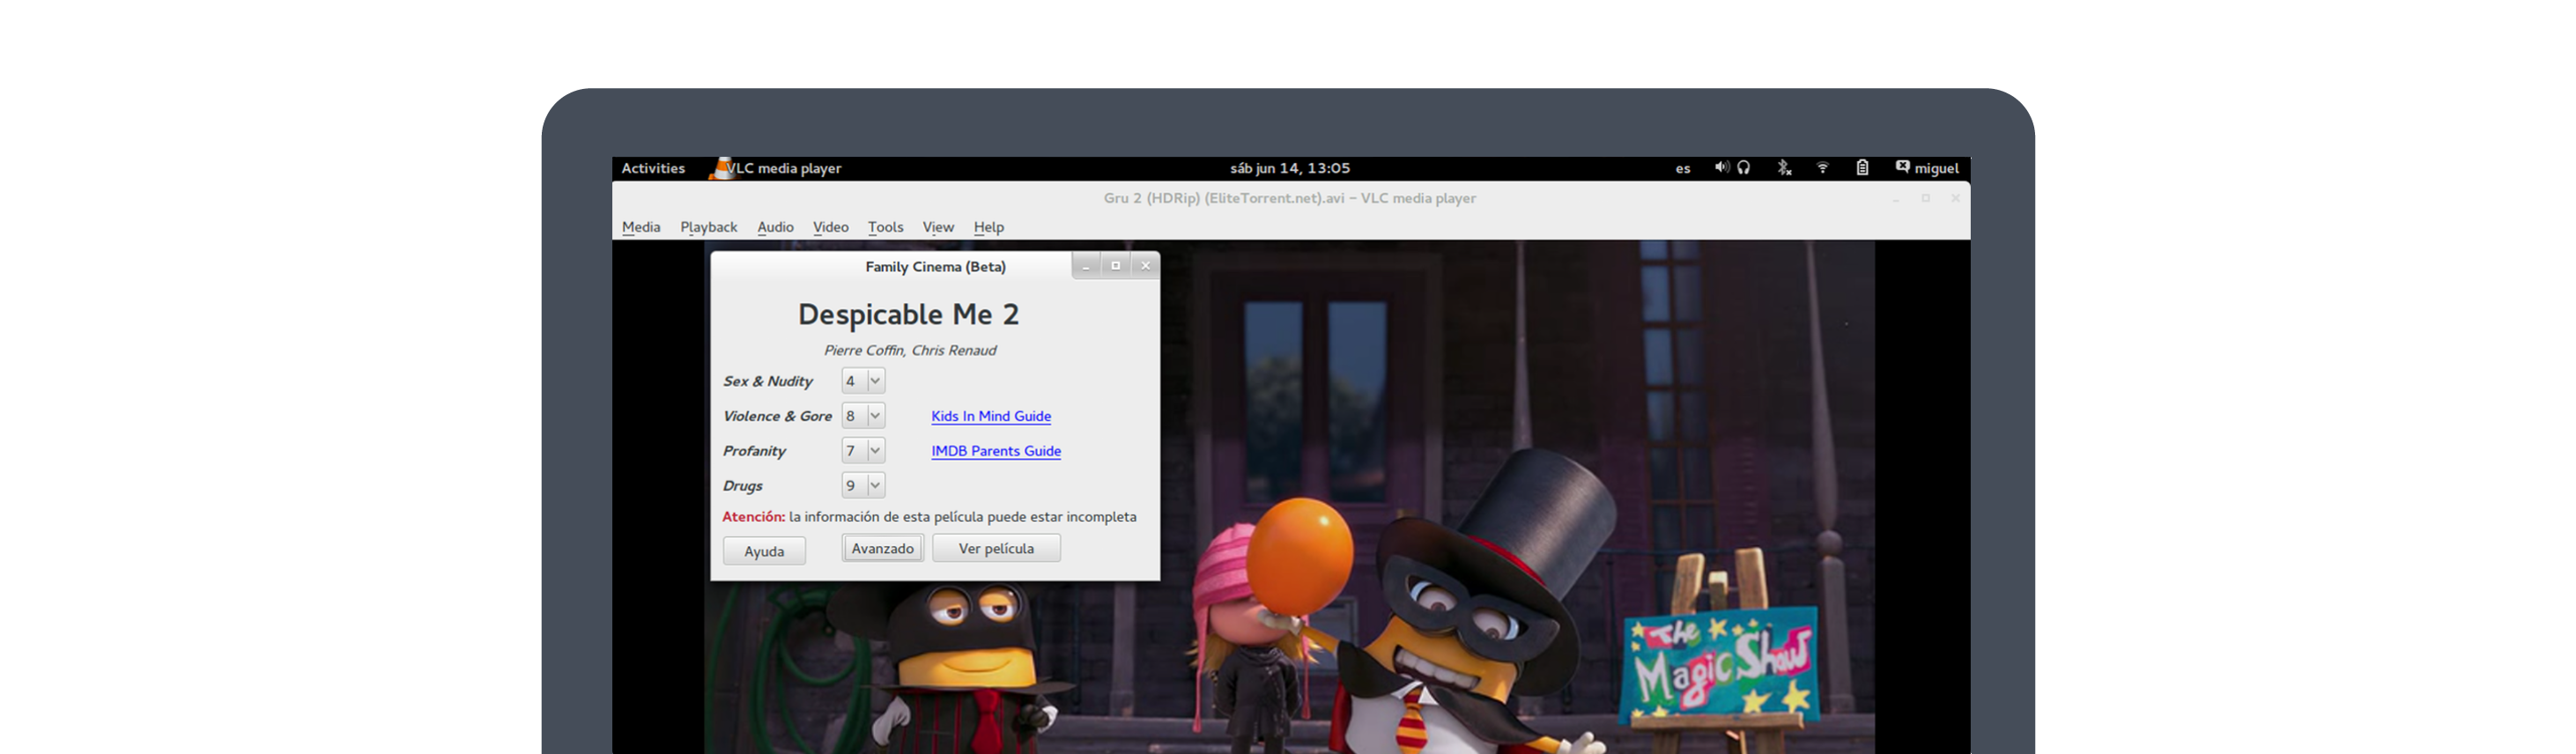 Activities VLC media player sáb jun 14, 13:05 es miguel
Gru 2 (HDRip) (EliteTorrent.net).avi – VLC media player
Media Playback Audio Video Tools View Help
Family Cinema (Beta)
Despicable Me 2
Pierre Coffin, Chris Renaud
Sex & Nudity 4
Violence & Gore 8 Kids In Mind Guide
Profanity 7 IMDB Parents Guide
Drugs 9
Atención: la información de esta película puede estar incompleta
Ayuda Avanzado Ver película
The
Magic Show